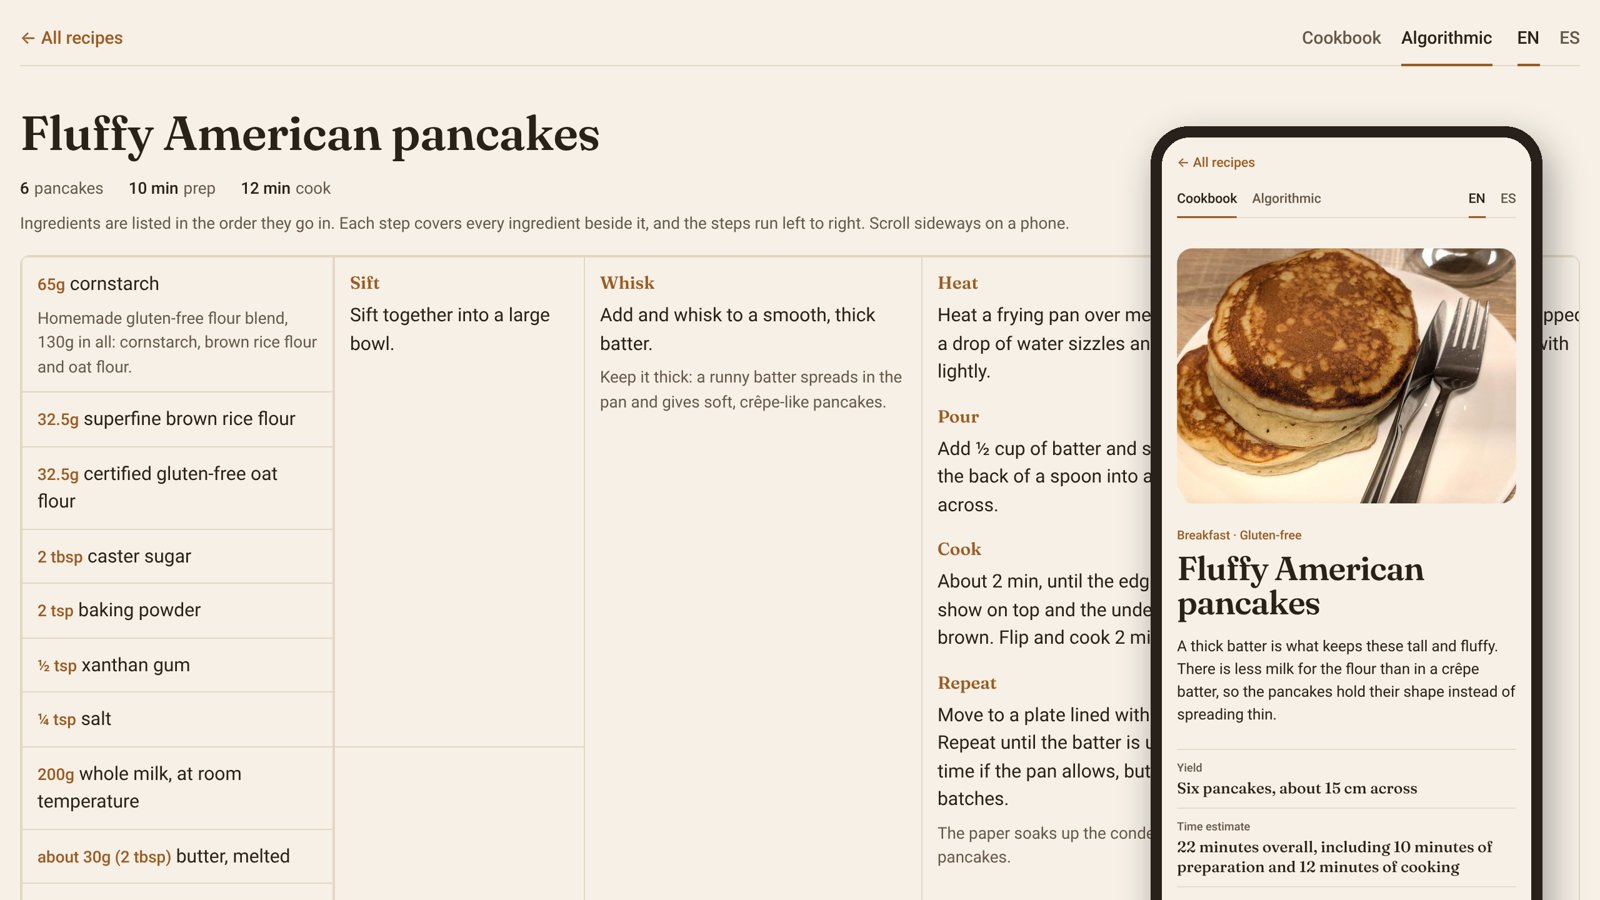 ← All recipes
Cookbook Algorithmic EN ES
Fluffy American pancakes
6 pancakes 10 min prep 12 min cook
Ingredients are listed in the order they go in. Each step covers every ingredient beside it, and the steps run left to right. Scroll sideways on a phone.
65g cornstarch
Homemade gluten-free flour blend,
130g in all: cornstarch, brown rice flour
and oat flour.
32.5g superfine brown rice flour
32.5g certified gluten-free oat
flour
2 tbsp caster sugar
2 tsp baking powder
½ tsp xanthan gum
¼ tsp salt
200g whole milk, at room
temperature
about 30g (2 tbsp) butter, melted
Sift
Sift together into a large
bowl.
Whisk
Add and whisk to a smooth, thick
batter.
Keep it thick: a runny batter spreads in the
pan and gives soft, crêpe-like pancakes.
Heat
Heat a frying pan over
a drop of water sizzles
lightly.
Pour
Add ½ cup of batter and
the back of a spoon into
across.
Cook
About 2 min, until the
show on top and the
brown. Flip and cook 2
Repeat
Move to a plate lined with
Repeat until the batter is
time if the pan allows, but
batches.
The paper soaks up the
pancakes.
with
← All recipes
Cookbook Algorithmic EN ES
Breakfast · Gluten-free
Fluffy American
pancakes
A thick batter is what keeps these tall and fluffy.
There is less milk for the flour than in a crêpe
batter, so the pancakes hold their shape instead of
spreading thin.
Yield
Six pancakes, about 15 cm across
Time estimate
22 minutes overall, including 10 minutes of
preparation and 12 minutes of cooking